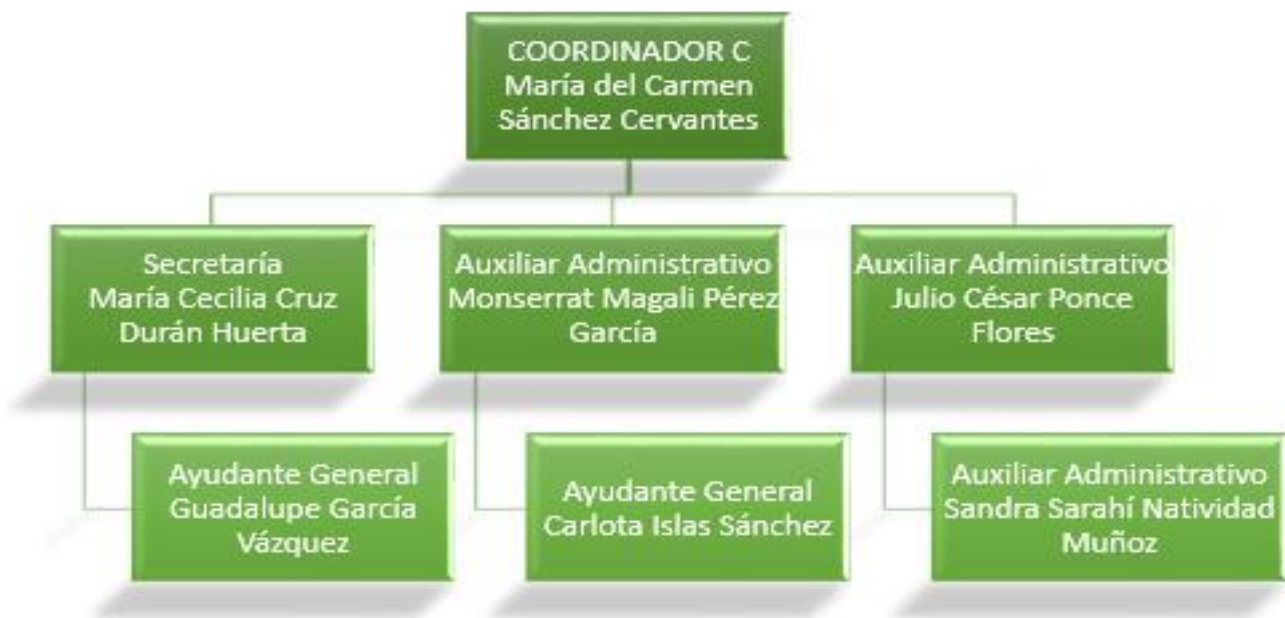 COORDINADOR C
María del Carmen
Sánchez Cervantes
Secretaría
María Cecilia Cruz
Durán Huerta
Auxiliar Administrativo
Monserrat Magali Pérez
García
Auxiliar Administrativo
Julio César Ponce
Flores
Ayudante General
Guadalupe García
Vázquez
Ayudante General
Carlota Islas Sánchez
Auxiliar Administrativo
Sandra Sarahí Natividad
Muñoz